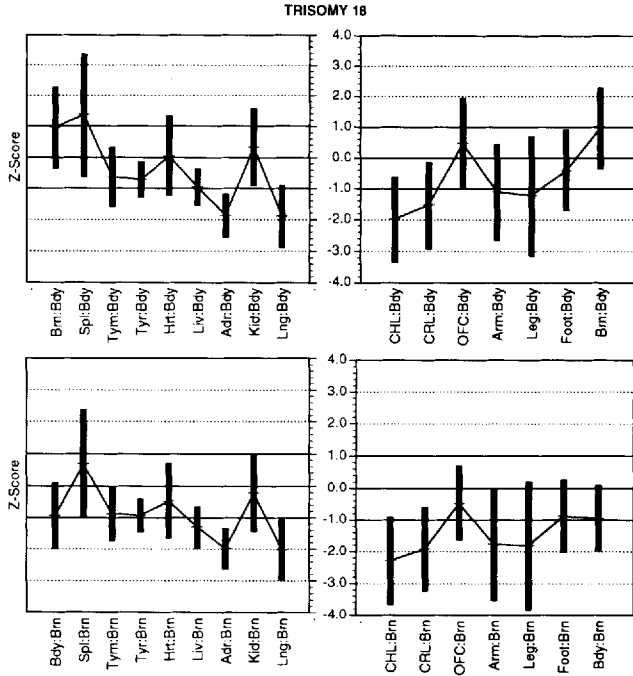 TRISOMY 18
Z-Score
4.0
3.0
2.0
1.0
0.0
-1.0
-2.0
-3.0
-4.0
Brn:Bdy
Spl:Bdy
Tym:Bdy
Tyr:Bdy
Hrt:Bdy
Liv:Bdy
Adr:Bdy
Kid:Bdy
Lng:Bdy
CHL:Bdy
CRL:Bdy
OFC:Bdy
Arm:Bdy
Leg:Bdy
Foot:Bdy
Brn:Bdy
Z-Score
4.0
3.0
2.0
1.0
0.0
-1.0
-2.0
-3.0
-4.0
Bdy:Brn
Spl:Brn
Tym:Brn
Tyr:Brn
Hrt:Brn
Liv:Brn
Adr:Brn
Kid:Brn
Lng:Brn
CHL:Brn
CRL:Brn
OFC:Brn
Arm:Brn
Leg:Brn
Foot:Brn
Bdy:Brn